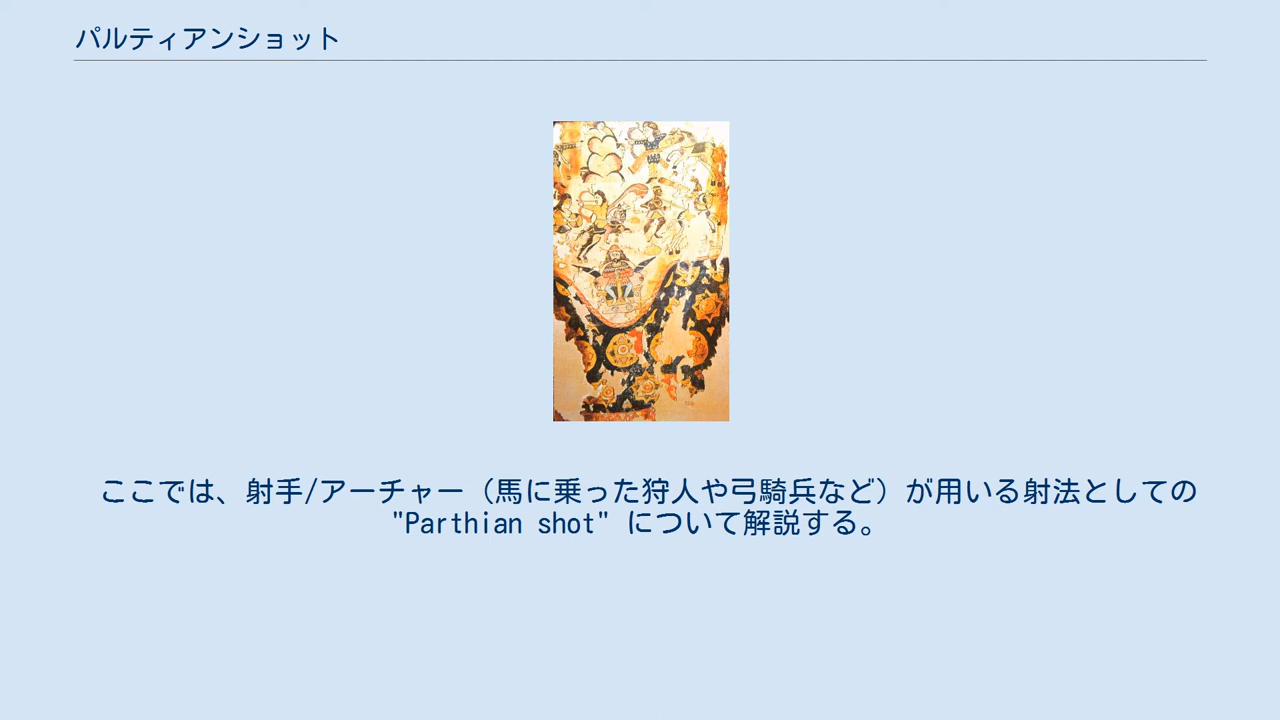 パルティアンショット
ここでは、射手/アーチャー（馬に乗った狩人や弓騎兵など）が用いる射法としての
"Parthian shot" について解説する。